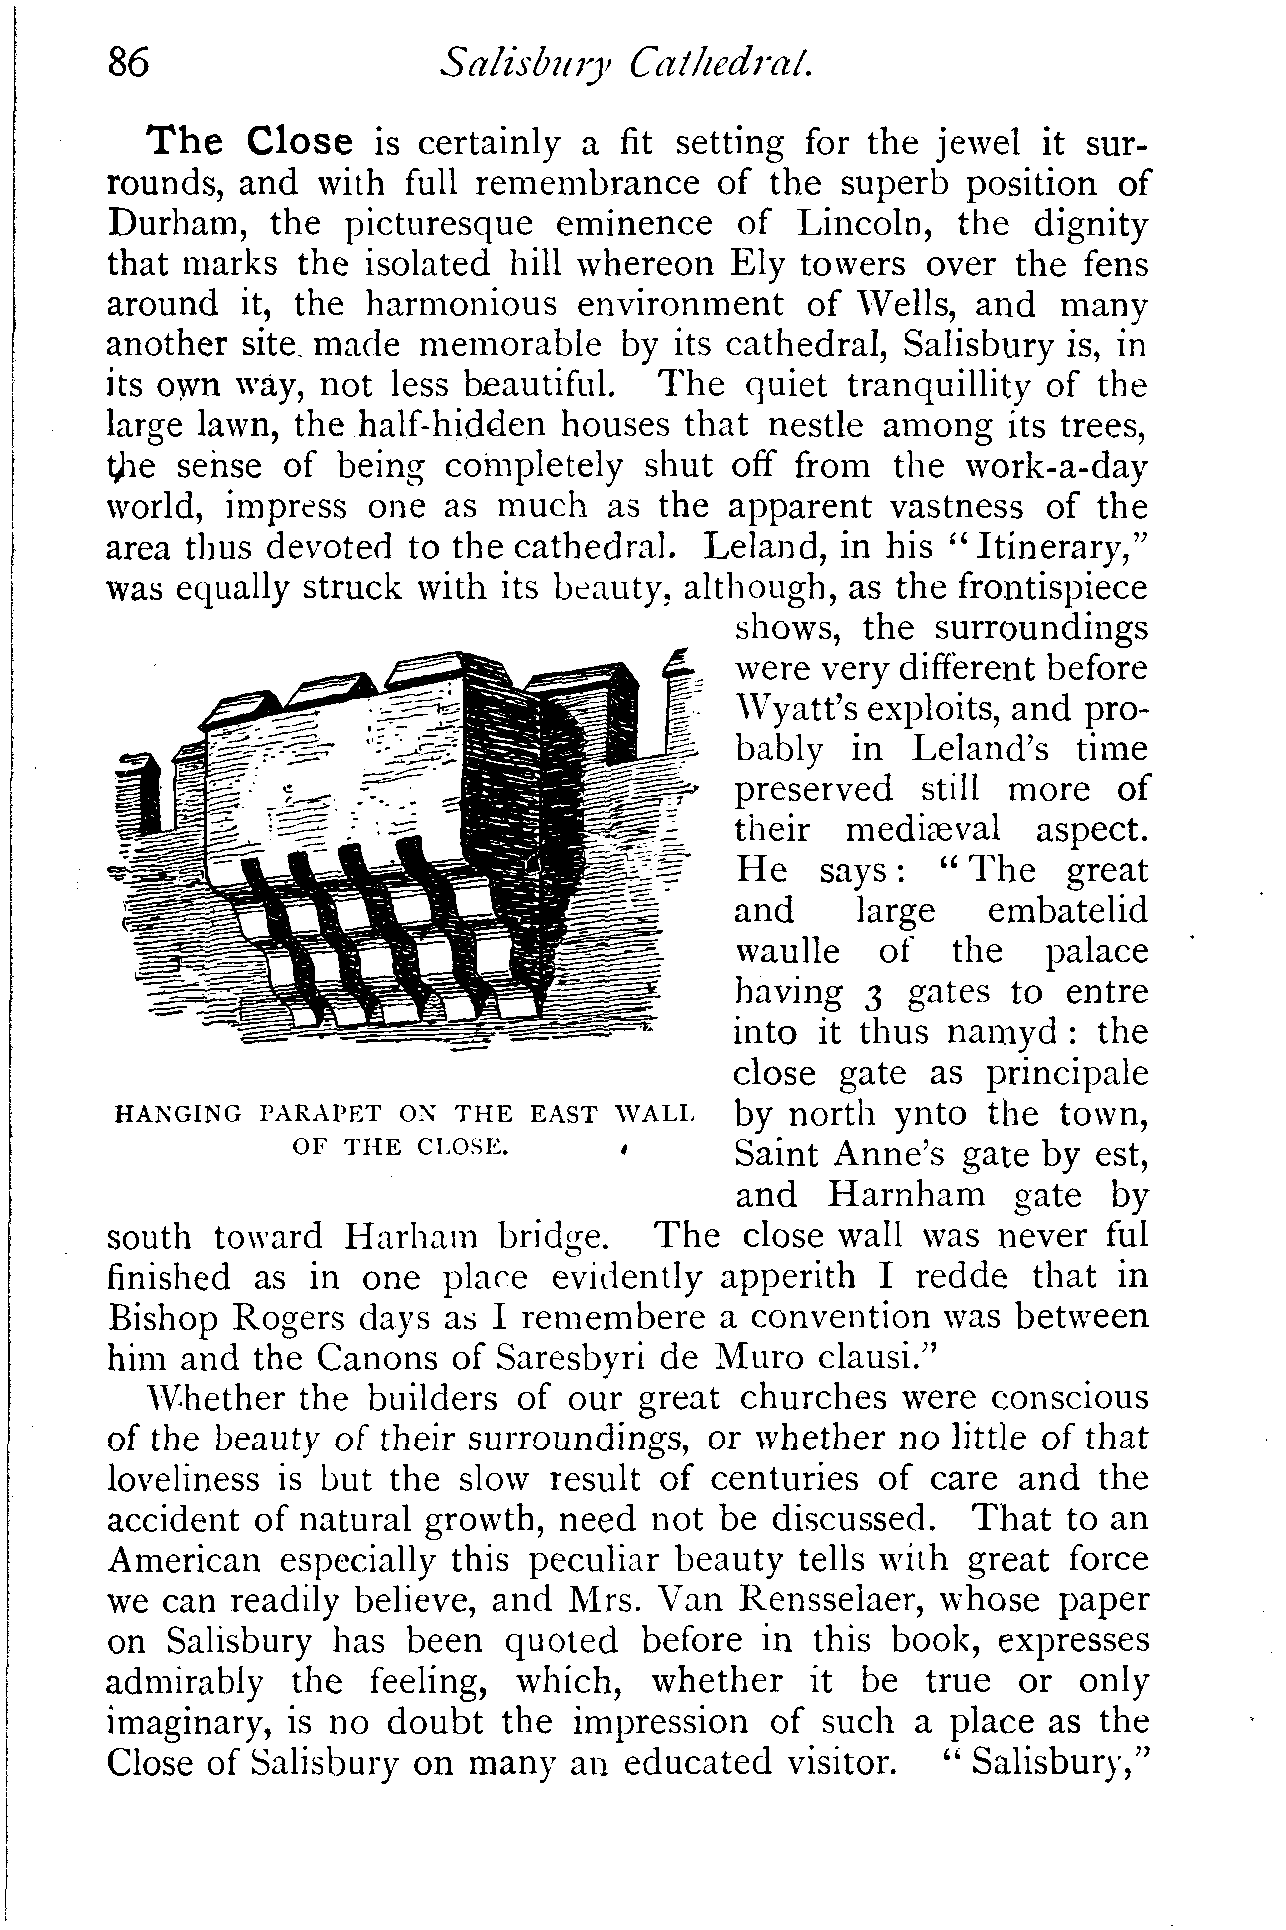 86 Salisbury Cathedral.
The Close is certainly a fit setting for the jewel it sur-
rounds, and with full remembrance of the superb position of
Durham, the picturesque eminence of Lincoln, the dignity
that marks the isolated hill whereon Ely towers over the fens
around it, the harmonious environment of Wells, and many
another site made memorable by its cathedral, Salisbury is, in
its own way, not less beautiful. The quiet tranquillity of the
large lawn, the half-hidden houses that nestle among its trees,
the sense of being completely shut off from the work-a-day
world, impress one as much as the apparent vastness of the
area thus devoted to the cathedral. Leland, in his "Itinerary,"
was equally struck with its beauty, although, as the frontispiece
shows, the surroundings
were very different before
Wyatt's exploits, and pro-
bably in Leland's time
preserved still more of
their mediæval aspect.
He says: "The great
and large embatelid
waulle of the palace
having 3 gates to entre
into it thus namyd: the
close gate as principale
by north ynto the town,
Saint Anne's gate by est,
and Harnham gate by
HANGING PARAPET ON THE EAST WALL
OF THE CLOSE.
south toward Harham bridge. The close wall was never ful
finished as in one place evidently apperith I redde that in
Bishop Rogers days as I remembere a convention was between
him and the Canons of Saresbyri de Muro clausi."
Whether the builders of our great churches were conscious
of the beauty of their surroundings, or whether no little of that
loveliness is but the slow result of centuries of care and the
accident of natural growth, need not be discussed. That to an
American especially this peculiar beauty tells with great force
we can readily believe, and Mrs. Van Rensselaer, whose paper
on Salisbury has been quoted before in this book, expresses
admirably the feeling, which, whether it be true or only
imaginary, is no doubt the impression of such a place as the
Close of Salisbury on many an educated visitor. "Salisbury,"